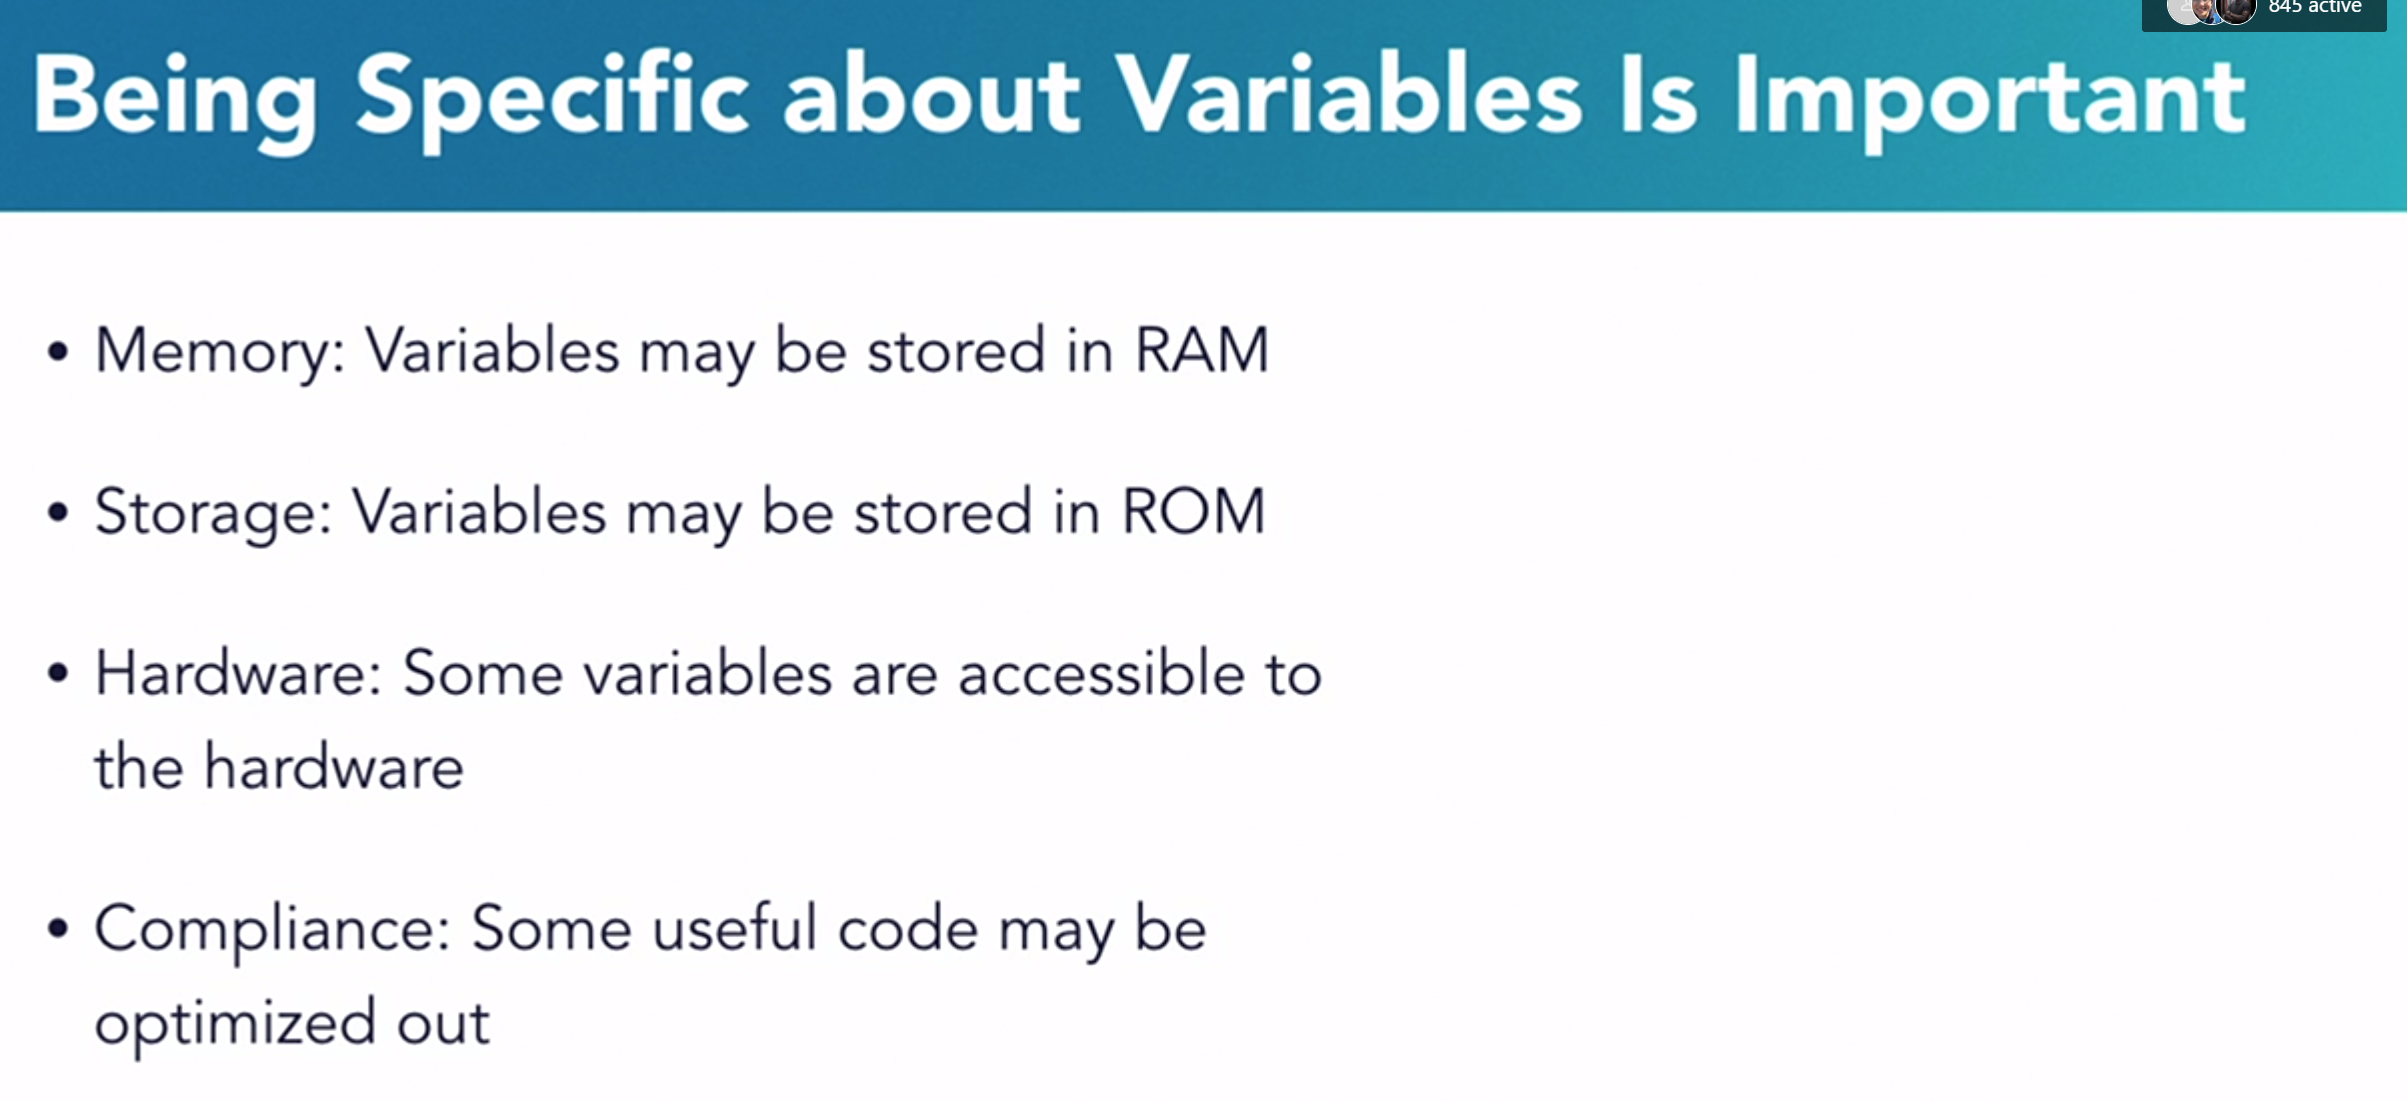 845 active
Being Specific about Variables Is Important
• Memory: Variables may be stored in RAM
• Storage: Variables may be stored in ROM
• Hardware: Some variables are accessible to
the hardware
• Compliance: Some useful code may be
optimized out